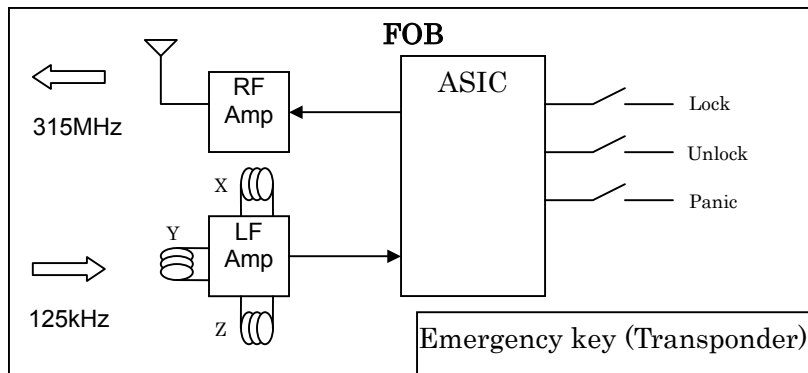 FOB
RF
Amp
ASIC
315MHz
Lock
Unlock
Panic
X
Y
LF
Amp
Z
125kHz
Emergency key (Transponder)